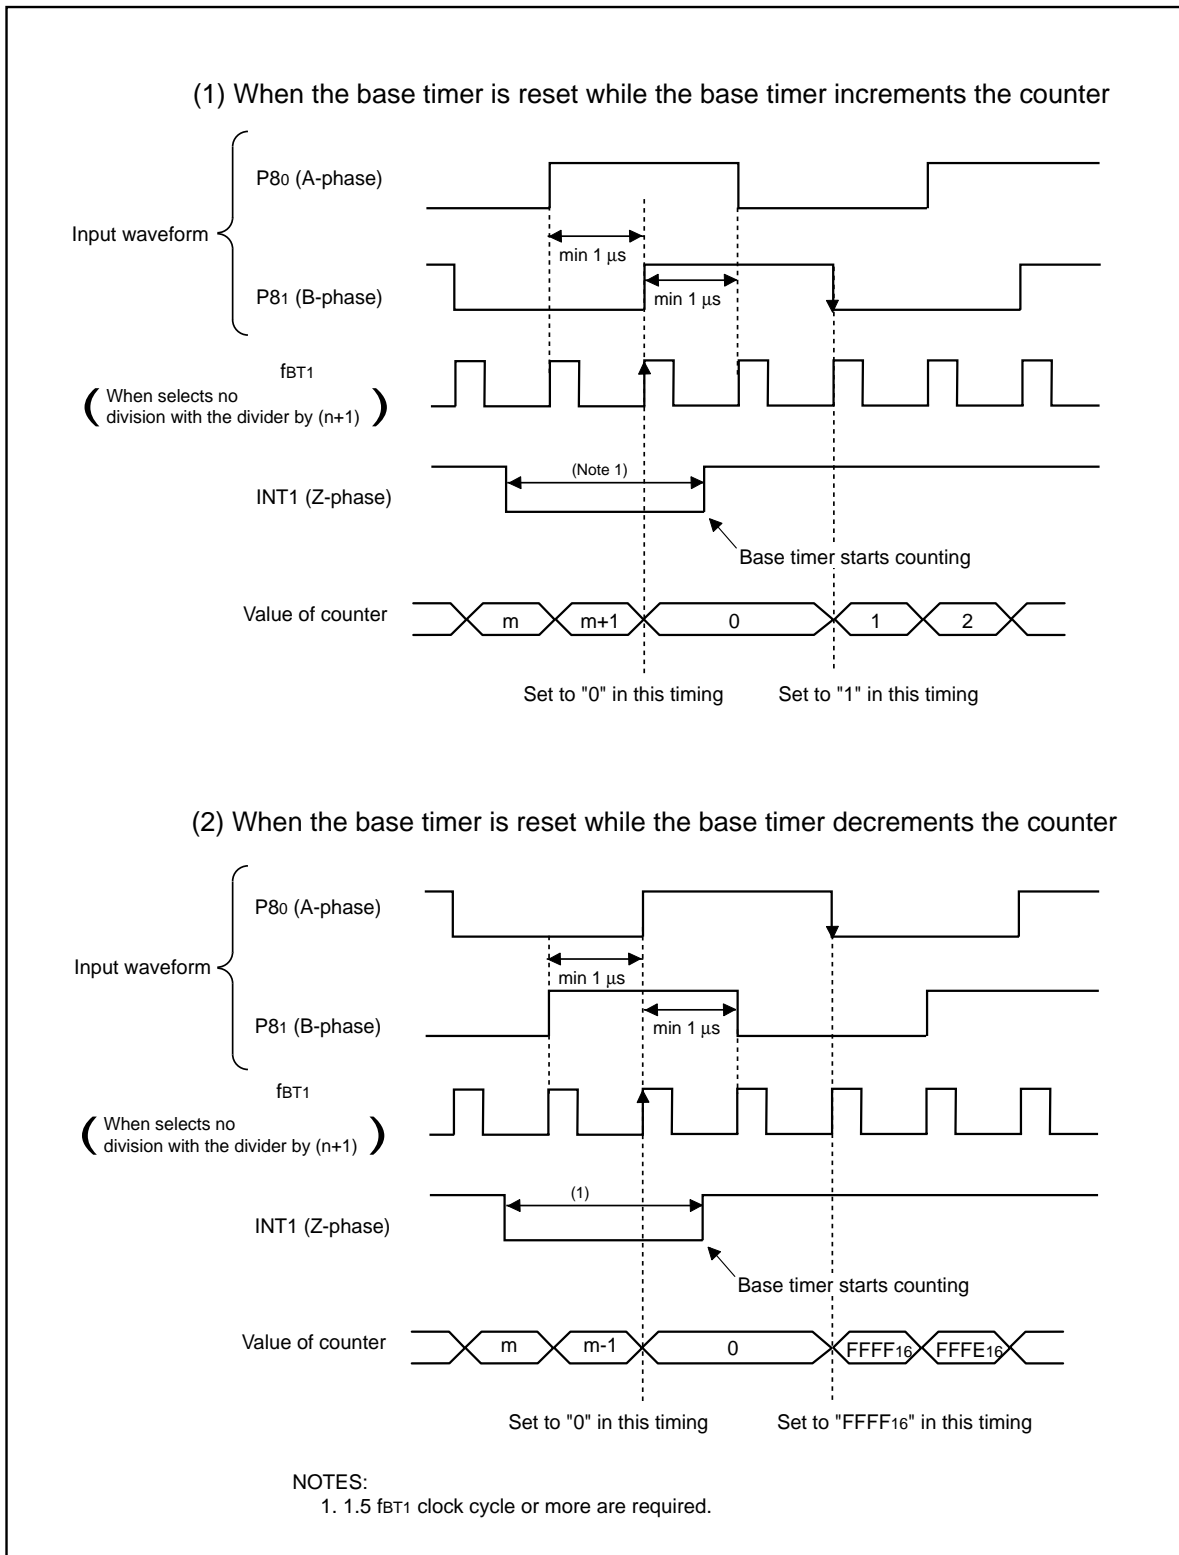 (1) When the base timer is reset while the base timer increments the counter
P80 (A-phase)
Input waveform
min 1 µs
P81 (B-phase)
min 1 µs
fBT1
( When selects no
division with the divider by (n+1) )
(Note 1)
INT1 (Z-phase)
Base timer starts counting
Value of counter
m
m+1
0
1
2
Set to "0" in this timing
Set to "1" in this timing
(2) When the base timer is reset while the base timer decrements the counter
P80 (A-phase)
Input waveform
min 1 µs
P81 (B-phase)
min 1 µs
fBT1
( When selects no
division with the divider by (n+1) )
(1)
INT1 (Z-phase)
Base timer starts counting
Value of counter
m
m-1
0
FFFF16
FFFE16
Set to "0" in this timing
Set to "FFFF16" in this timing
NOTES:
1. 1.5 fBT1 clock cycle or more are required.